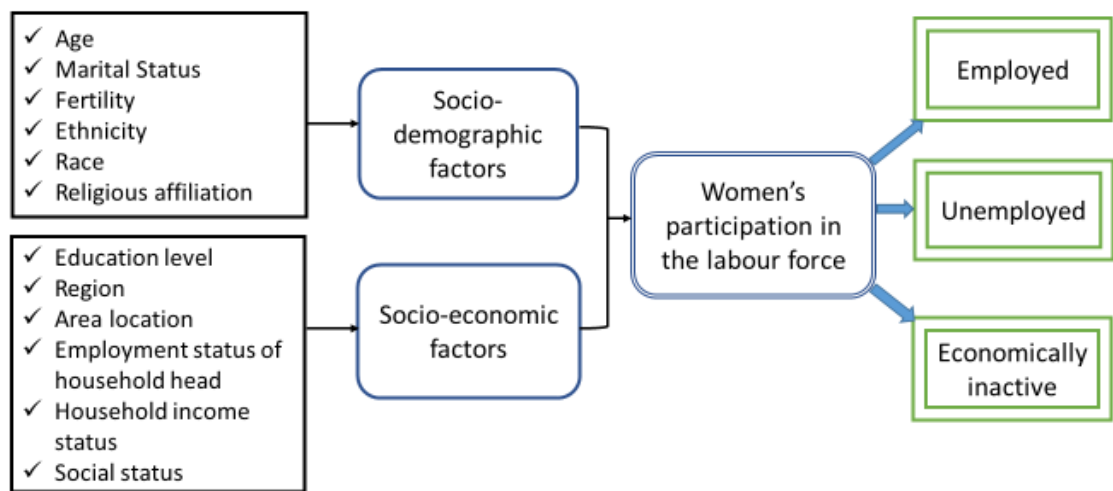 ✓ Age
✓ Marital Status
✓ Fertility
✓ Ethnicity
✓ Race
✓ Religious affiliation
✓ Education level
✓ Region
✓ Area location
✓ Employment status of
household head
✓ Household income
status
✓ Social status
Socio-
demographic
factors
Socio-economic
factors
Women's
participation in
the labour force
Employed
Unemployed
Economically
inactive